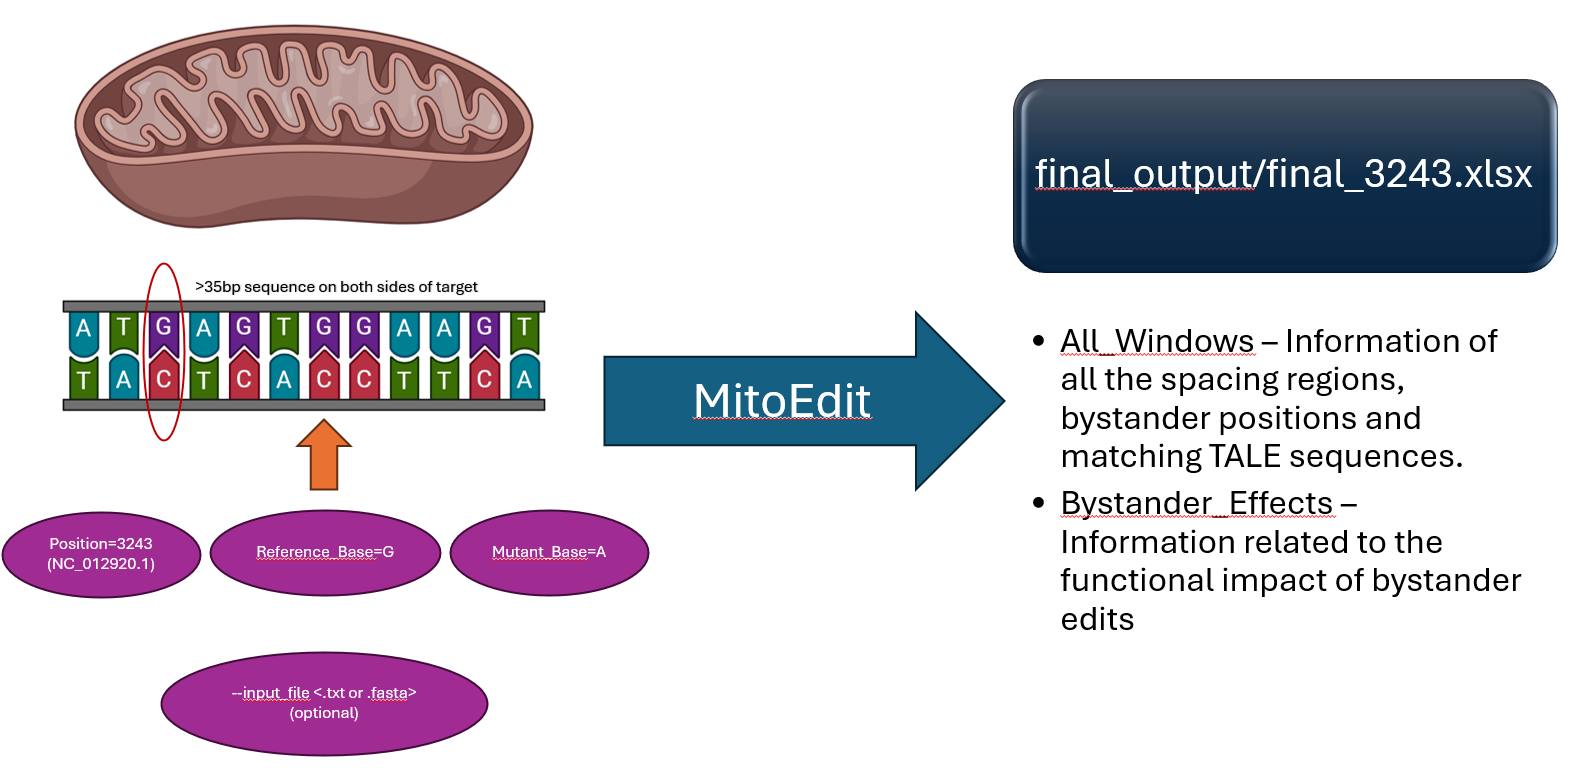 >35bp sequence on both sides of target
A T G A G T G G A A G T
T A C T C A C C T T C A
Position=3243
(NC_012920.1)
Reference_Base=G
Mutant_Base=A
--input_file <.txt or .fasta>
(optional)
MitoEdit
final_output/final_3243.xlsx
• All_Windows – Information of
all the spacing regions,
bystander positions and
matching TALE sequences.
• Bystander_Effects –
Information related to the
functional impact of bystander
edits